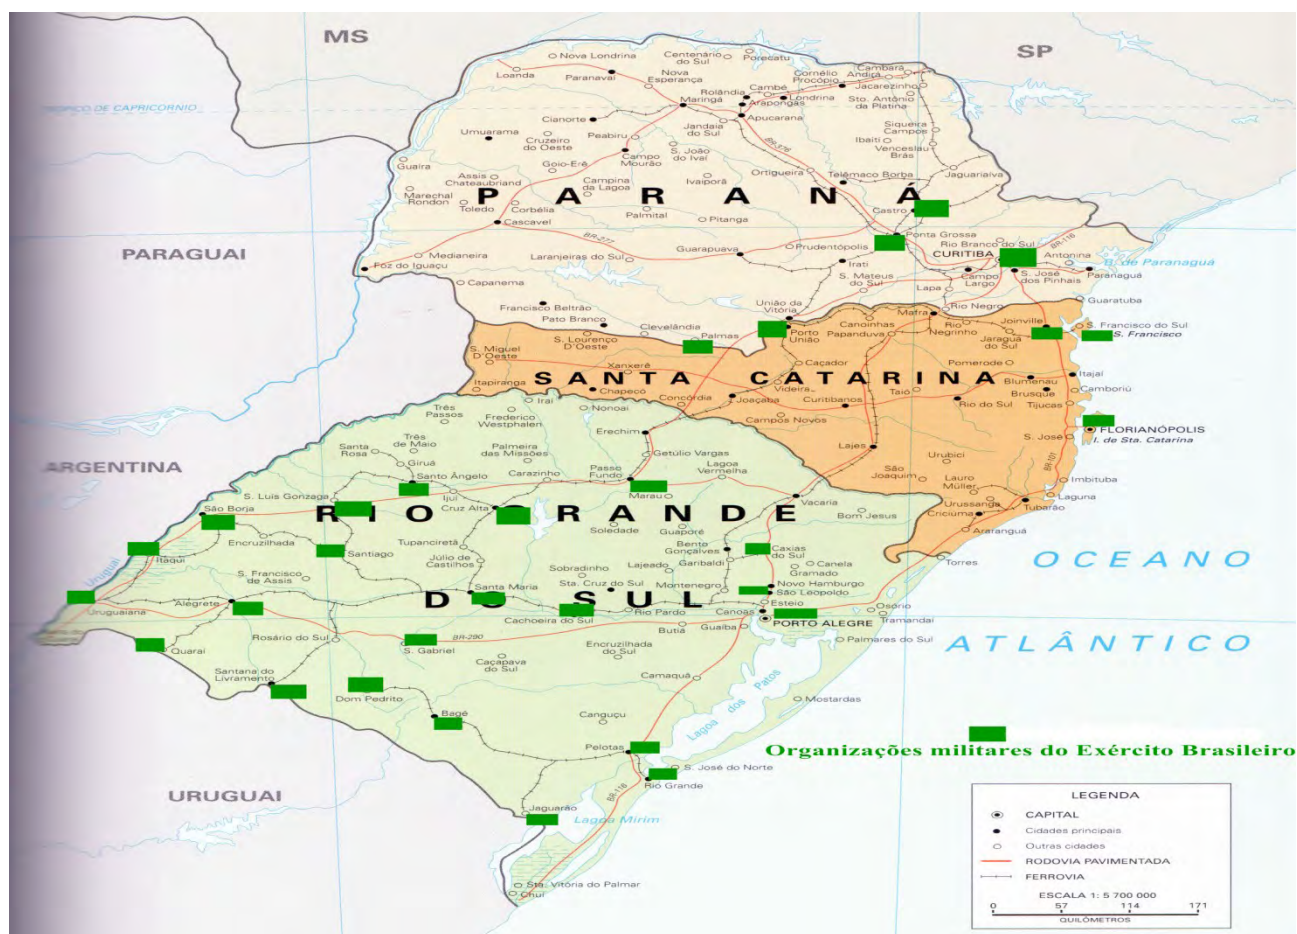 MS
SP
Nova Londrina
Centenário
do Sul
Porecatu
Loanda
Paranavaí
Nova
Esperança
Cambará
Andirá
Cornélio
Procópio
Cambé
Rolândia
Londrina
Arapongas
Jacarezinho
Sto. Antônio
da Platina
Maringá
Apucarana
TRÓPICO DE CAPRICÓRNIO
Cianorte
Umuarama
Cruzeiro
do Oeste
Peabiru
Jandaia
do Sul
Siqueira
Campos
Ibaiti
Venceslau
Brás
BR-376
Guaíra
Goio-Erê
Campo
Mourão
S. João
do Ivaí
Assis
Chateaubriand
Campina
da Lagoa
Ivaiporã
Ortigueira
Telêmaco Borba
Jaguariaíva
Marechal
Rondon
PARANÁ
Toledo
Corbélia
Palmital
Pitanga
Castro
Cascavel
BR-277
Ponta Grossa
PARAGUAI
Medianeira
Laranjeiras do Sul
Guarapuava
Prudentópolis
Irati
Rio Branco do Sul
BR-116
CURITIBA
Antonina
B. de Paranaguá
Foz do Iguaçu
Capanema
S. Mateus
do Sul
Lapa
Campo
Largo
S. José
dos Pinhais
Paranaguá
Francisco Beltrão
União da
Vitória
Rio Negro
Guaratuba
Pato Branco
Clevelândia
Palmas
Porto
União
Canoinhas
Papanduva
Mafra
Rio
Negrinho
Joinville
S. Francisco do Sul
S. Francisco
S. Miguel
D'Oeste
S. Lourenço
D'Oeste
Jaraguá
do Sul
Xanxerê
Caçador
Pomerode
SANTA CATARINA
Itapiranga
Chapecó
Concórdia
Joaçaba
Videira
Curitibanos
Taió
Blumenau
Itajaí
Brusque
Camboriú
Rio do Sul
Tijucas
Três
Passos
Iraí
Frederico
Westphalen
Nonoai
Campos Novos
Erechim
FLORIANÓPOLIS
I. de Sta. Catarina
S. José
Lajes
ARGENTINA
Santa
Rosa
Três
de Maio
Palmeira
das Missões
Getúlio Vargas
Urubici
São
Joaquim
BR-101
Giruá
Santo Ângelo
Carazinho
Passo
Fundo
Lagoa
Vermelha
Lauro
Müller
Imbituba
S. Luís Gonzaga
Ijuí
Marau
Vacaria
Urussanga
Laguna
Tubarão
São Borja
Cruz Alta
Bom Jesus
Criciúma
Araranguá
RIO GRANDE
Encruzilhada
Tupanciretã
Soledade
Guaporé
Itaqui
Santiago
Júlio de
Castilhos
Bento
Gonçalves
Caxias
do Sul
Garibaldi
Canela
Gramado
Torres
OCEANO
Uruguai
S. Francisco
de Assis
Sobradinho
Lajeado
Santa Maria
Sta. Cruz do Sul
Montenegro
Novo Hamburgo
São Leopoldo
Uruguaiana
Alegrete
DO SUL
Cachoeira do Sul
Rio Pardo
Esteio
Canoas
Osório
Tramandaí
PORTO ALEGRE
Butiá
Guaíba
Quaraí
Rosário do Sul
S. Gabriel
BR-290
Palmares do Sul
ATLÂNTICO
Caçapava
do Sul
Encruzilhada
do Sul
Santana do
Livramento
Camaquã
Dom Pedrito
Lagoa dos Patos
Mostardas
Bagé
Canguçu
Organizações militares do Exército Brasileiro
Pelotas
S. José do Norte
Rio Grande
BR-116
URUGUAI
Jaguarão
Lagoa Mirim
LEGENDA
CAPITAL
Cidades principais
Outras cidades
RODOVIA PAVIMENTADA
FERROVIA
ESCALA 1: 5 700 000
0 57 114 171
QUILÔMETROS
Sta. Vitória do Palmar
Chuí